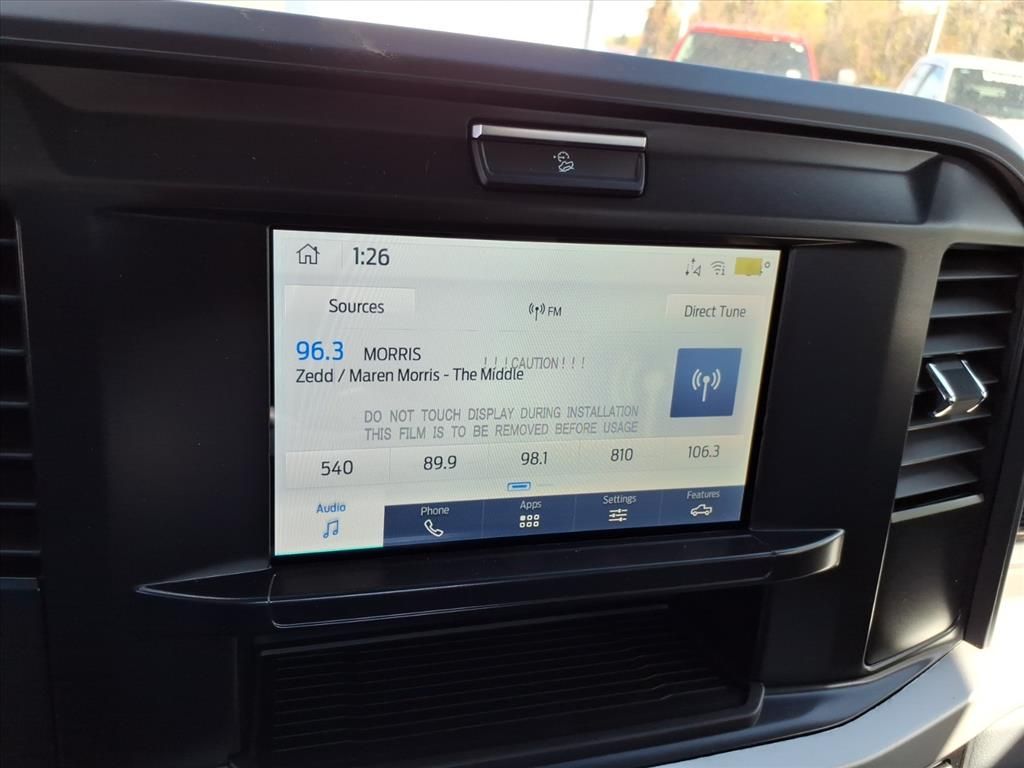 1:26
Sources
FM
Direct Tune
96.3 MORRIS
! ! ! CAUTION ! ! !
Zedd / Maren Morris - The Middle
DO NOT TOUCH DISPLAY DURING INSTALLATION
THIS FILM IS TO BE REMOVED BEFORE USAGE
540 89.9 98.1 810 106.3
Audio Phone Apps Settings Features